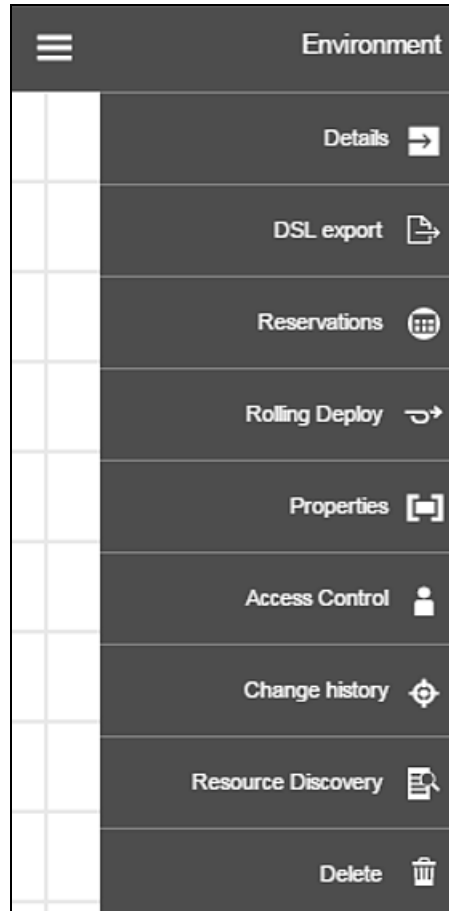 Environment
Details
DSL export
Reservations
Rolling Deploy
Properties
Access Control
Change history
Resource Discovery
Delete